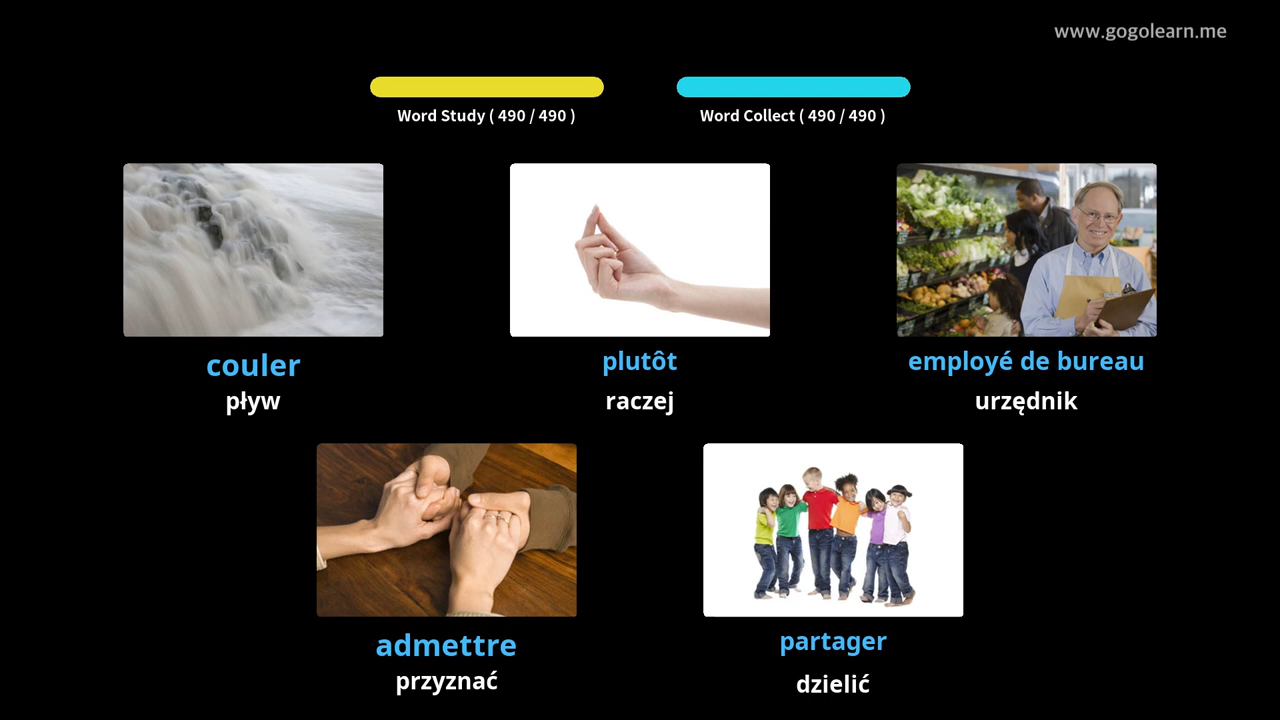 www.gogolearn.me
Word Study ( 490 / 490 )
Word Collect ( 490 / 490 )
couler
pływ
plutôt
raczej
employé de bureau
urzędnik
admettre
przyznać
partager
dzielić